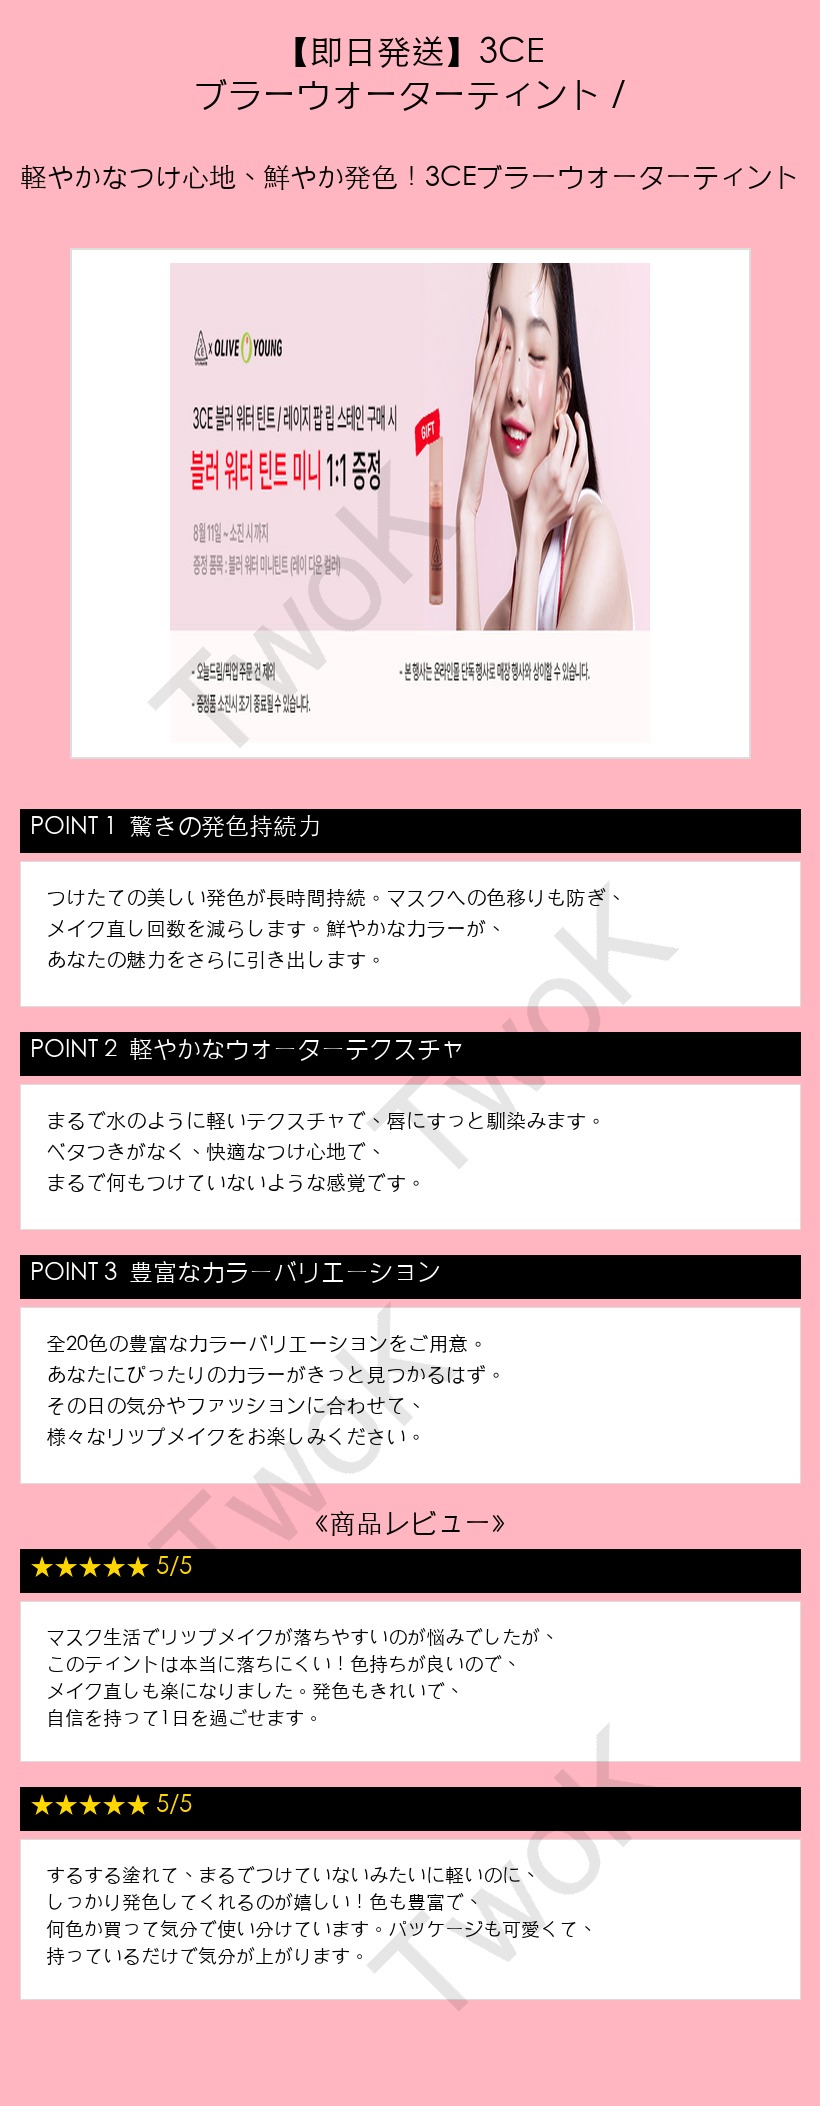 【即日発送】3CE
ブラーウォーターティント /
軽やかなつけ心地、鮮やか発色！3CEブラーウォーターティント
3CE x OLIVE YOUNG
3CE 블러 워터 틴트 / 레이지 팝 립 스테인 구매 시
블러 워터 틴트 미니 1:1 증정
GIFT
8월 11일 ~ 소진 시 까지
증정 품목 : 블러 워터 미니틴트 (레이 다운 컬러)
- 오늘드림/픽업 주문 건 제외
- 본 행사는 온라인몰 단독 행사로 매장 행사와 상이할 수 있습니다.
- 증정품 소진시 조기 종료될 수 있습니다.
TwoK
POINT 1 驚きの発色持続力
つけたての美しい発色が長時間持続。マスクへの色移りも防ぎ、
メイク直し回数を減らします。鮮やかなカラーが、
あなたの魅力をさらに引き出します。
TwoK
POINT 2 軽やかなウォーターテクスチャ
まるで水のように軽いテクスチャで、唇にすっと馴染みます。
ベタつきがなく、快適なつけ心地で、
まるで何もつけていないような感覚です。
POINT 3 豊富なカラーバリエーション
全20色の豊富なカラーバリエーションをご用意。
あなたにぴったりのカラーがきっと見つかるはず。
その日の気分やファッションに合わせて、
様々なリップメイクをお楽しみください。
TwoK
《商品レビュー》
★★★★★ 5/5
マスク生活でリップメイクが落ちやすいのが悩みでしたが、
このティントは本当に落ちにくい！色持ちが良いので、
メイク直しも楽になりました。発色もきれいで、
自信を持って1日を過ごせます。
★★★★★ 5/5
するする塗れて、まるでつけていないみたいに軽いのに、
しっかり発色してくれるのが嬉しい！色も豊富で、
何色か買って気分で使い分けています。パッケージも可愛くて、
持っているだけで気分が上がります。
TwoK